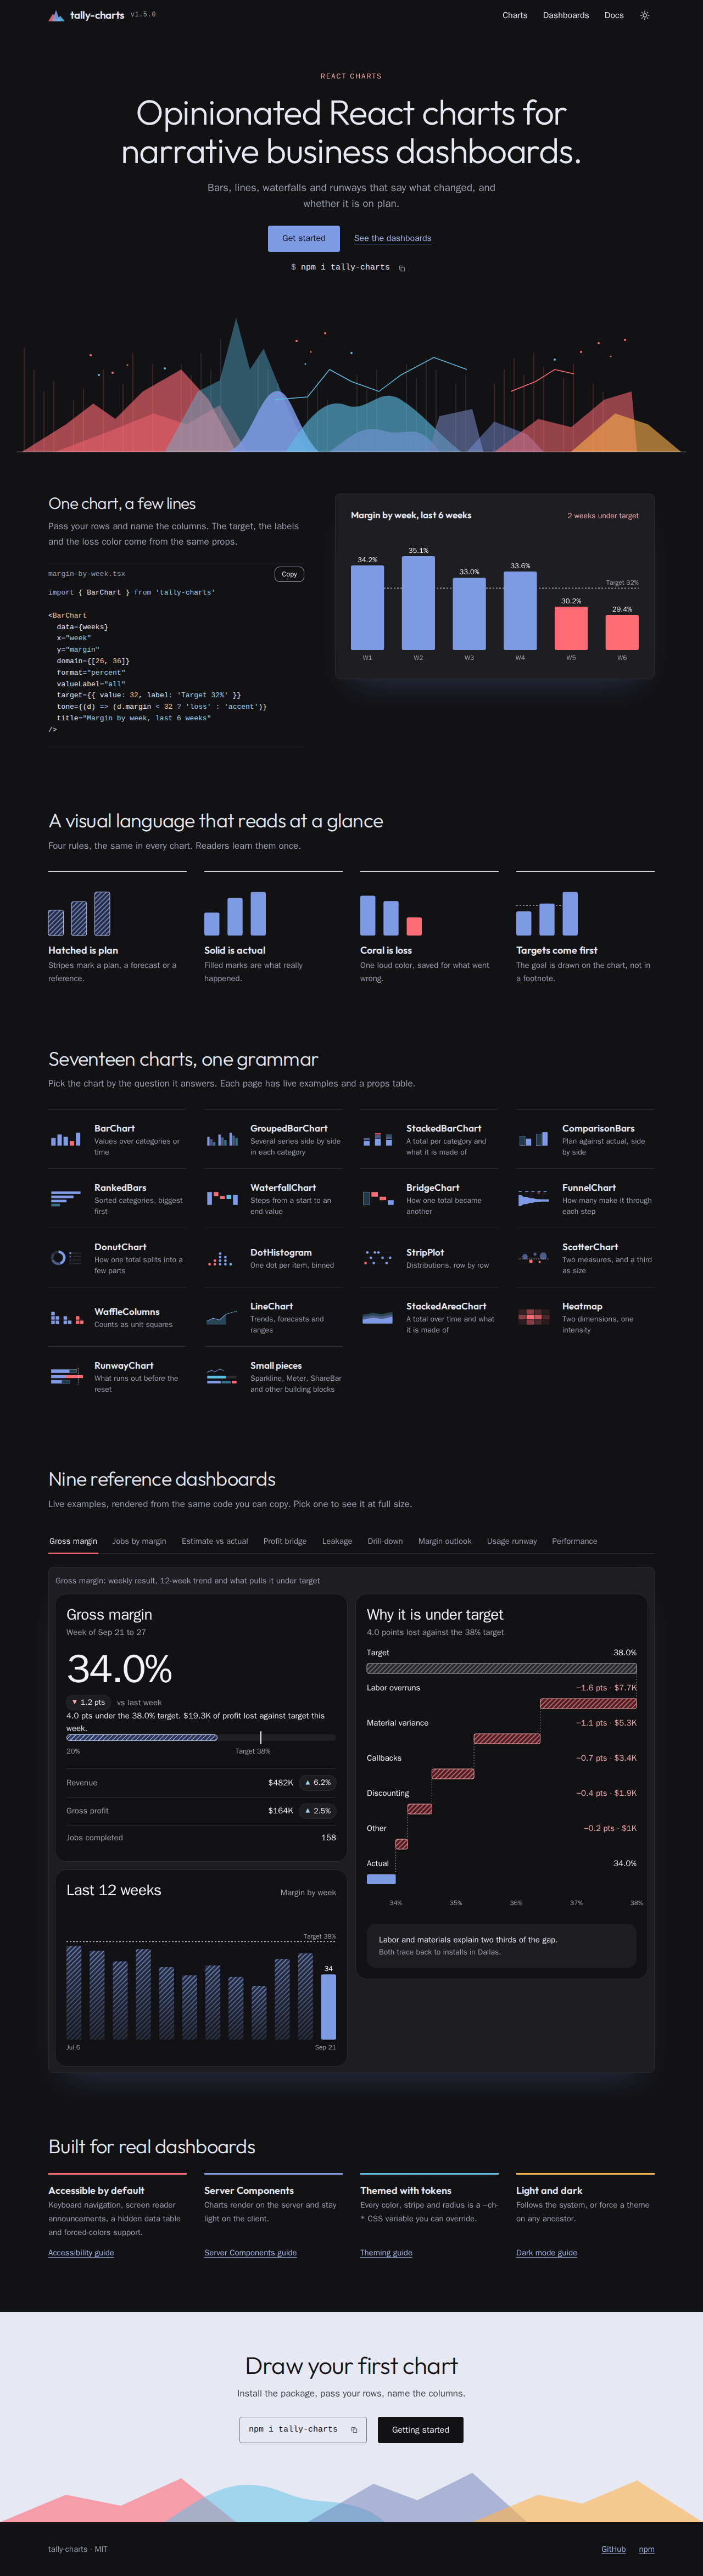 tally-charts v1.5.0
Charts Dashboards Docs
REACT CHARTS
Opinionated React charts for
narrative business dashboards.
Bars, lines, waterfalls and runways that say what changed, and
whether it is on plan.
Get started
See the dashboards
$ npm i tally-charts
One chart, a few lines
Pass your rows and name the columns. The target, the labels
and the loss color come from the same props.
margin-by-week.tsx
Copy
import { BarChart } from 'tally-charts'
<BarChart
data={weeks}
x="week"
y="margin"
domain={[26, 36]}
format="percent"
valueLabel="all"
target={{ value: 32, label: 'Target 32%' }}
tone={(d) => (d.margin < 32 ? 'loss' : 'accent')}
title="Margin by week, last 6 weeks"
/>
Margin by week, last 6 weeks
2 weeks under target
34.2%
35.1%
33.0%
33.6%
30.2%
29.4%
Target 32%
W1 W2 W3 W4 W5 W6
A visual language that reads at a glance
Four rules, the same in every chart. Readers learn them once.
Hatched is plan
Stripes mark a plan, a forecast or a
reference.
Solid is actual
Filled marks are what really
happened.
Coral is loss
One loud color, saved for what went
wrong.
Targets come first
The goal is drawn on the chart, not in
a footnote.
Seventeen charts, one grammar
Pick the chart by the question it answers. Each page has live examples and a props table.
BarChart
Values over categories or
time
GroupedBarChart
Several series side by side
in each category
StackedBarChart
A total per category and
what it is made of
ComparisonBars
Plan against actual, side
by side
RankedBars
Sorted categories, biggest
first
WaterfallChart
Steps from a start to an
end value
BridgeChart
How one total became
another
FunnelChart
How many make it through
each step
DonutChart
How one total splits into a
few parts
DotHistogram
One dot per item, binned
StripPlot
Distributions, row by row
ScatterChart
Two measures, and a third
as size
WaffleColumns
Counts as unit squares
LineChart
Trends, forecasts and
ranges
StackedAreaChart
A total over time and what
it is made of
Heatmap
Two dimensions, one
intensity
RunwayChart
What runs out before the
reset
Small pieces
Sparkline, Meter, ShareBar
and other building blocks
Nine reference dashboards
Live examples, rendered from the same code you can copy. Pick one to see it at full size.
Gross margin Jobs by margin Estimate vs actual Profit bridge Leakage Drill-down Margin outlook Usage runway Performance
Gross margin: weekly result, 12-week trend and what pulls it under target
Gross margin
Week of Sep 21 to 27
34.0%
▼ 1.2 pts vs last week
4.0 pts under the 38.0% target. $19.3K of profit lost against target this
week.
20%
Target 38%
Revenue $482K ▲ 6.2%
Gross profit $164K ▲ 2.5%
Jobs completed 158
Last 12 weeks
Margin by week
Target 38%
34
Jul 6
Sep 21
Why it is under target
4.0 points lost against the 38% target
Target 38.0%
Labor overruns −1.6 pts · $7.7K
Material variance −1.1 pts · $5.3K
Callbacks −0.7 pts · $3.4K
Discounting −0.4 pts · $1.9K
Other −0.2 pts · $1K
Actual 34.0%
34% 35% 36% 37% 38%
Labor and materials explain two thirds of the gap.
Both trace back to installs in Dallas.
Built for real dashboards
Accessible by default
Keyboard navigation, screen reader
announcements, a hidden data table
and forced-colors support.
Accessibility guide
Server Components
Charts render on the server and stay
light on the client.
Server Components guide
Themed with tokens
Every color, stripe and radius is a --ch-
* CSS variable you can override.
Theming guide
Light and dark
Follows the system, or force a theme
on any ancestor.
Dark mode guide
Draw your first chart
Install the package, pass your rows, name the columns.
npm i tally-charts
Getting started
tally-charts · MIT
GitHub npm